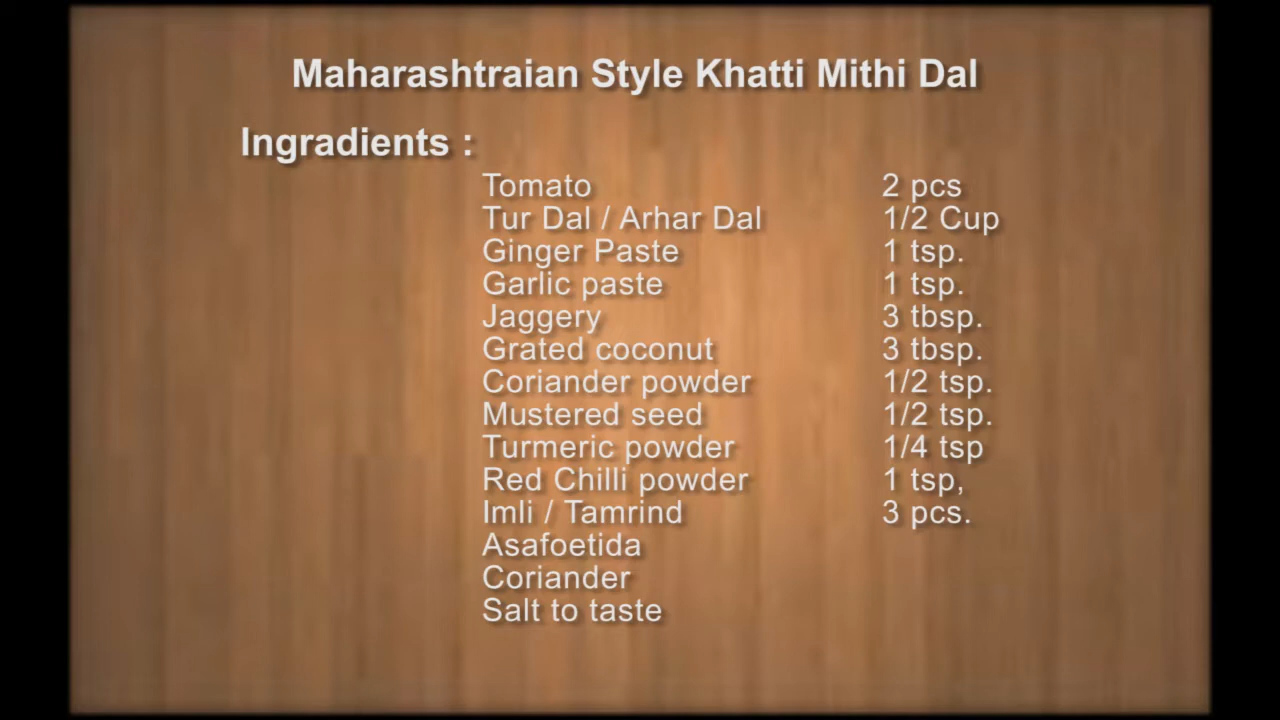 Maharashtraian Style Khatti Mithi Dal
Ingradients :
Tomato 2 pcs
Tur Dal / Arhar Dal 1/2 Cup
Ginger Paste 1 tsp.
Garlic paste 1 tsp.
Jaggery 3 tbsp.
Grated coconut 3 tbsp.
Coriander powder 1/2 tsp.
Mustered seed 1/2 tsp.
Turmeric powder 1/4 tsp
Red Chilli powder 1 tsp,
Imli / Tamrind 3 pcs.
Asafoetida
Coriander
Salt to taste